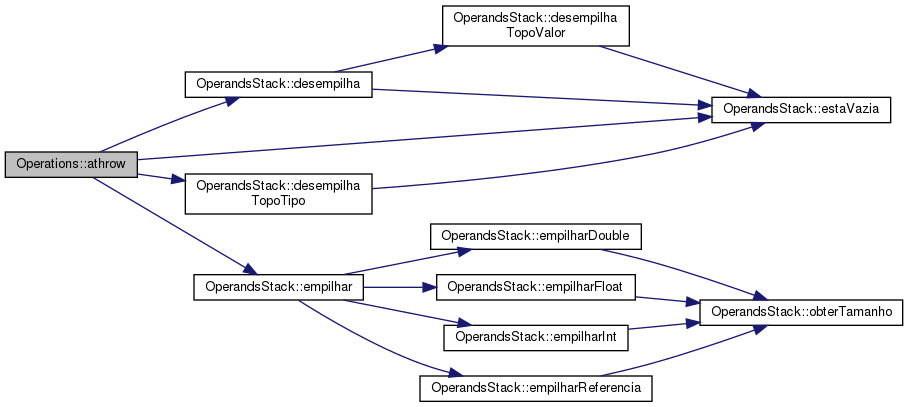 OperandsStack::desempilha
TopoValor
OperandsStack::desempilha
OperandsStack::estaVazia
Operations::athrow
OperandsStack::desempilha
TopoTipo
OperandsStack::empilharDouble
OperandsStack::empilhar
OperandsStack::empilharFloat
OperandsStack::obterTamanho
OperandsStack::empilharInt
OperandsStack::empilharReferencia